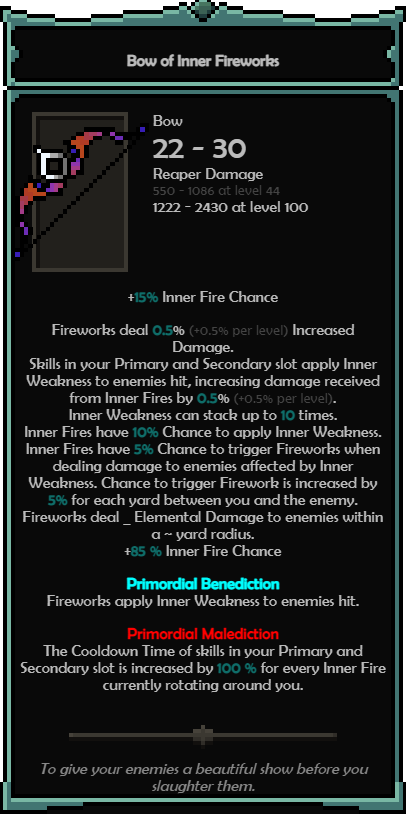 Bow of Inner Fireworks
Bow
22 - 30
Reaper Damage
550 - 1086 at level 44
1222 - 2430 at level 100
+15% Inner Fire Chance
Fireworks deal 0.5% (+0.5% per level) Increased
Damage.
Skills in your Primary and Secondary slot apply Inner
Weakness to enemies hit, increasing damage received
from Inner Fires by 0.5% (+0.5% per level).
Inner Weakness can stack up to 10 times.
Inner Fires have 10% Chance to apply Inner Weakness.
Inner Fires have 5% Chance to trigger Fireworks when
dealing damage to enemies affected by Inner
Weakness. Chance to trigger Firework is increased by
5% for each yard between you and the enemy.
Fireworks deal _ Elemental Damage to enemies within
a ~ yard radius.
+85 % Inner Fire Chance
Primordial Benediction
Fireworks apply Inner Weakness to enemies hit.
Primordial Malediction
The Cooldown Time of skills in your Primary and
Secondary slot is increased by 100 % for every Inner Fire
currently rotating around you.
To give your enemies a beautiful show before you
slaughter them.